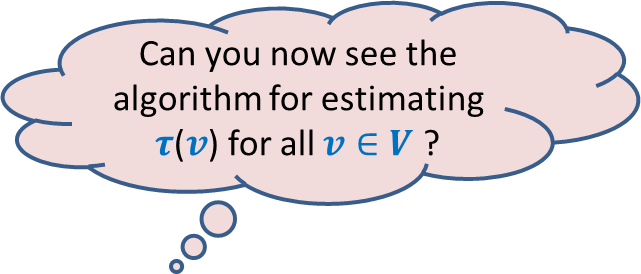 Can you now see the
algorithm for estimating
𝝉(𝒗) for all 𝒗 ∈ 𝑽 ?